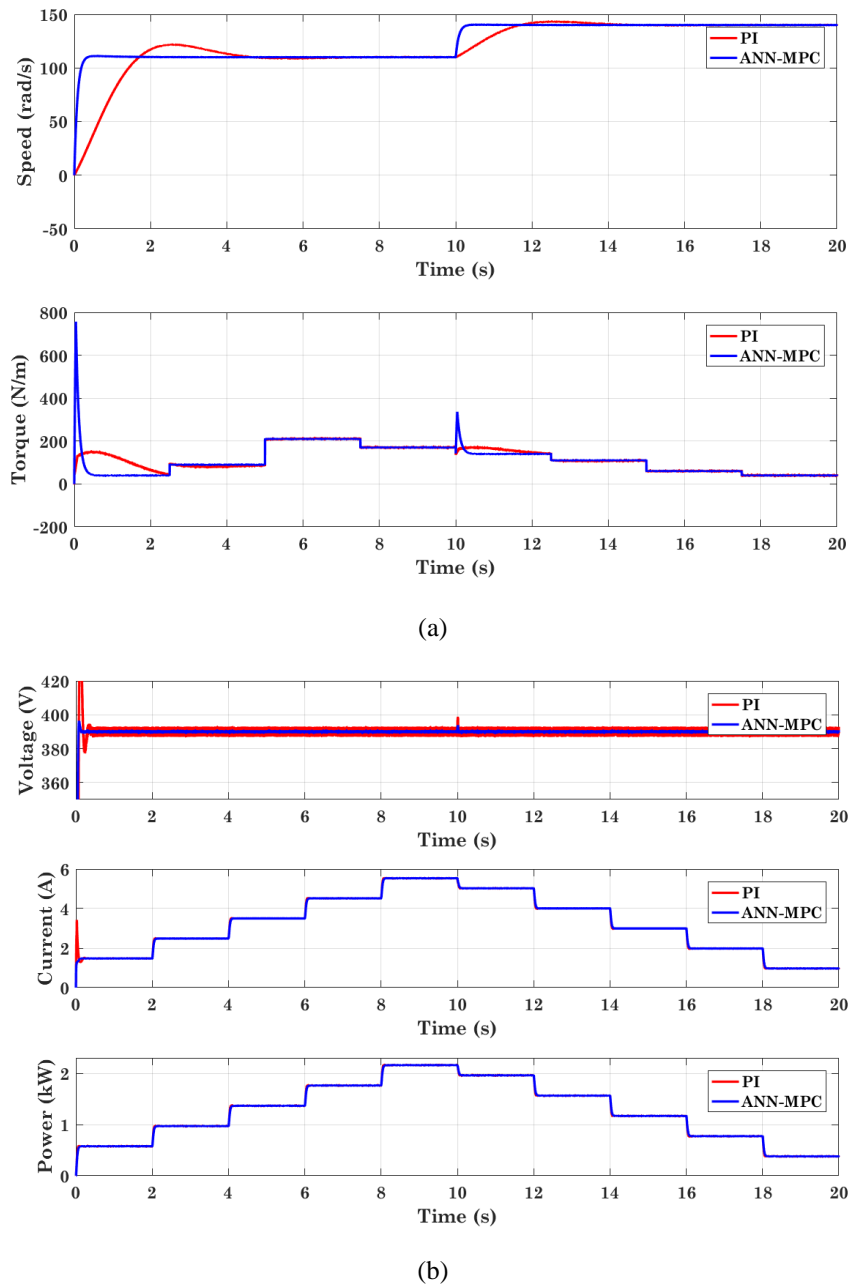 150
100
50
0
-50
Speed (rad/s)
PI
ANN-MPC
0 2 4 6 8 10 12 14 16 18 20
Time (s)
800
600
400
200
0
-200
Torque (N/m)
PI
ANN-MPC
0 2 4 6 8 10 12 14 16 18 20
Time (s)
(a)
420
400
380
360
Voltage (V)
PI
ANN-MPC
0 2 4 6 8 10 12 14 16 18 20
Time (s)
6
4
2
0
Current (A)
PI
ANN-MPC
0 2 4 6 8 10 12 14 16 18 20
Time (s)
2
1
0
Power (kW)
PI
ANN-MPC
0 2 4 6 8 10 12 14 16 18 20
Time (s)
(b)